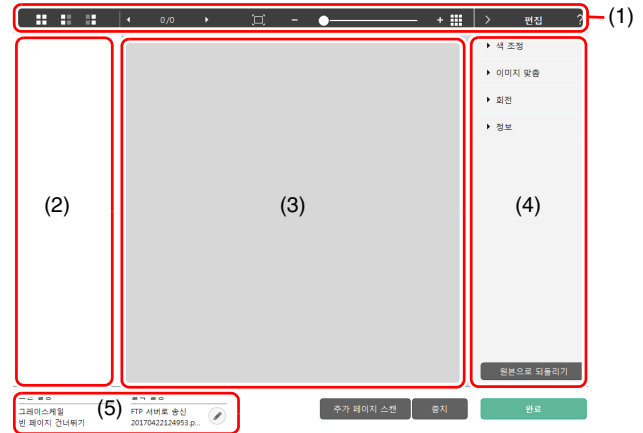 0/0 − + 편집 ? (1)
색 조정
이미지 맞춤
회전
정보
(2) (3) (4)
원본으로 되돌리기
(5)
그레이스케일 FTP 서버로 송신
빈 페이지 건너뛰기 20170422124953.p...
추가 페이지 스캔 중지 완료